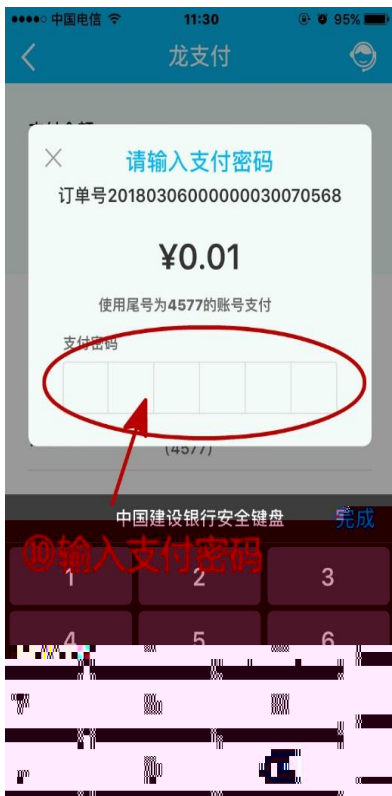 中国电信
11:30
95%
龙支付
请输入支付密码
订单号20180306000000030070568
¥0.01
使用尾号为4577的账号支付
支付密码
(4577)
中国建设银行安全键盘
完成
⑩输入支付密码
1
2
3
4
5
6